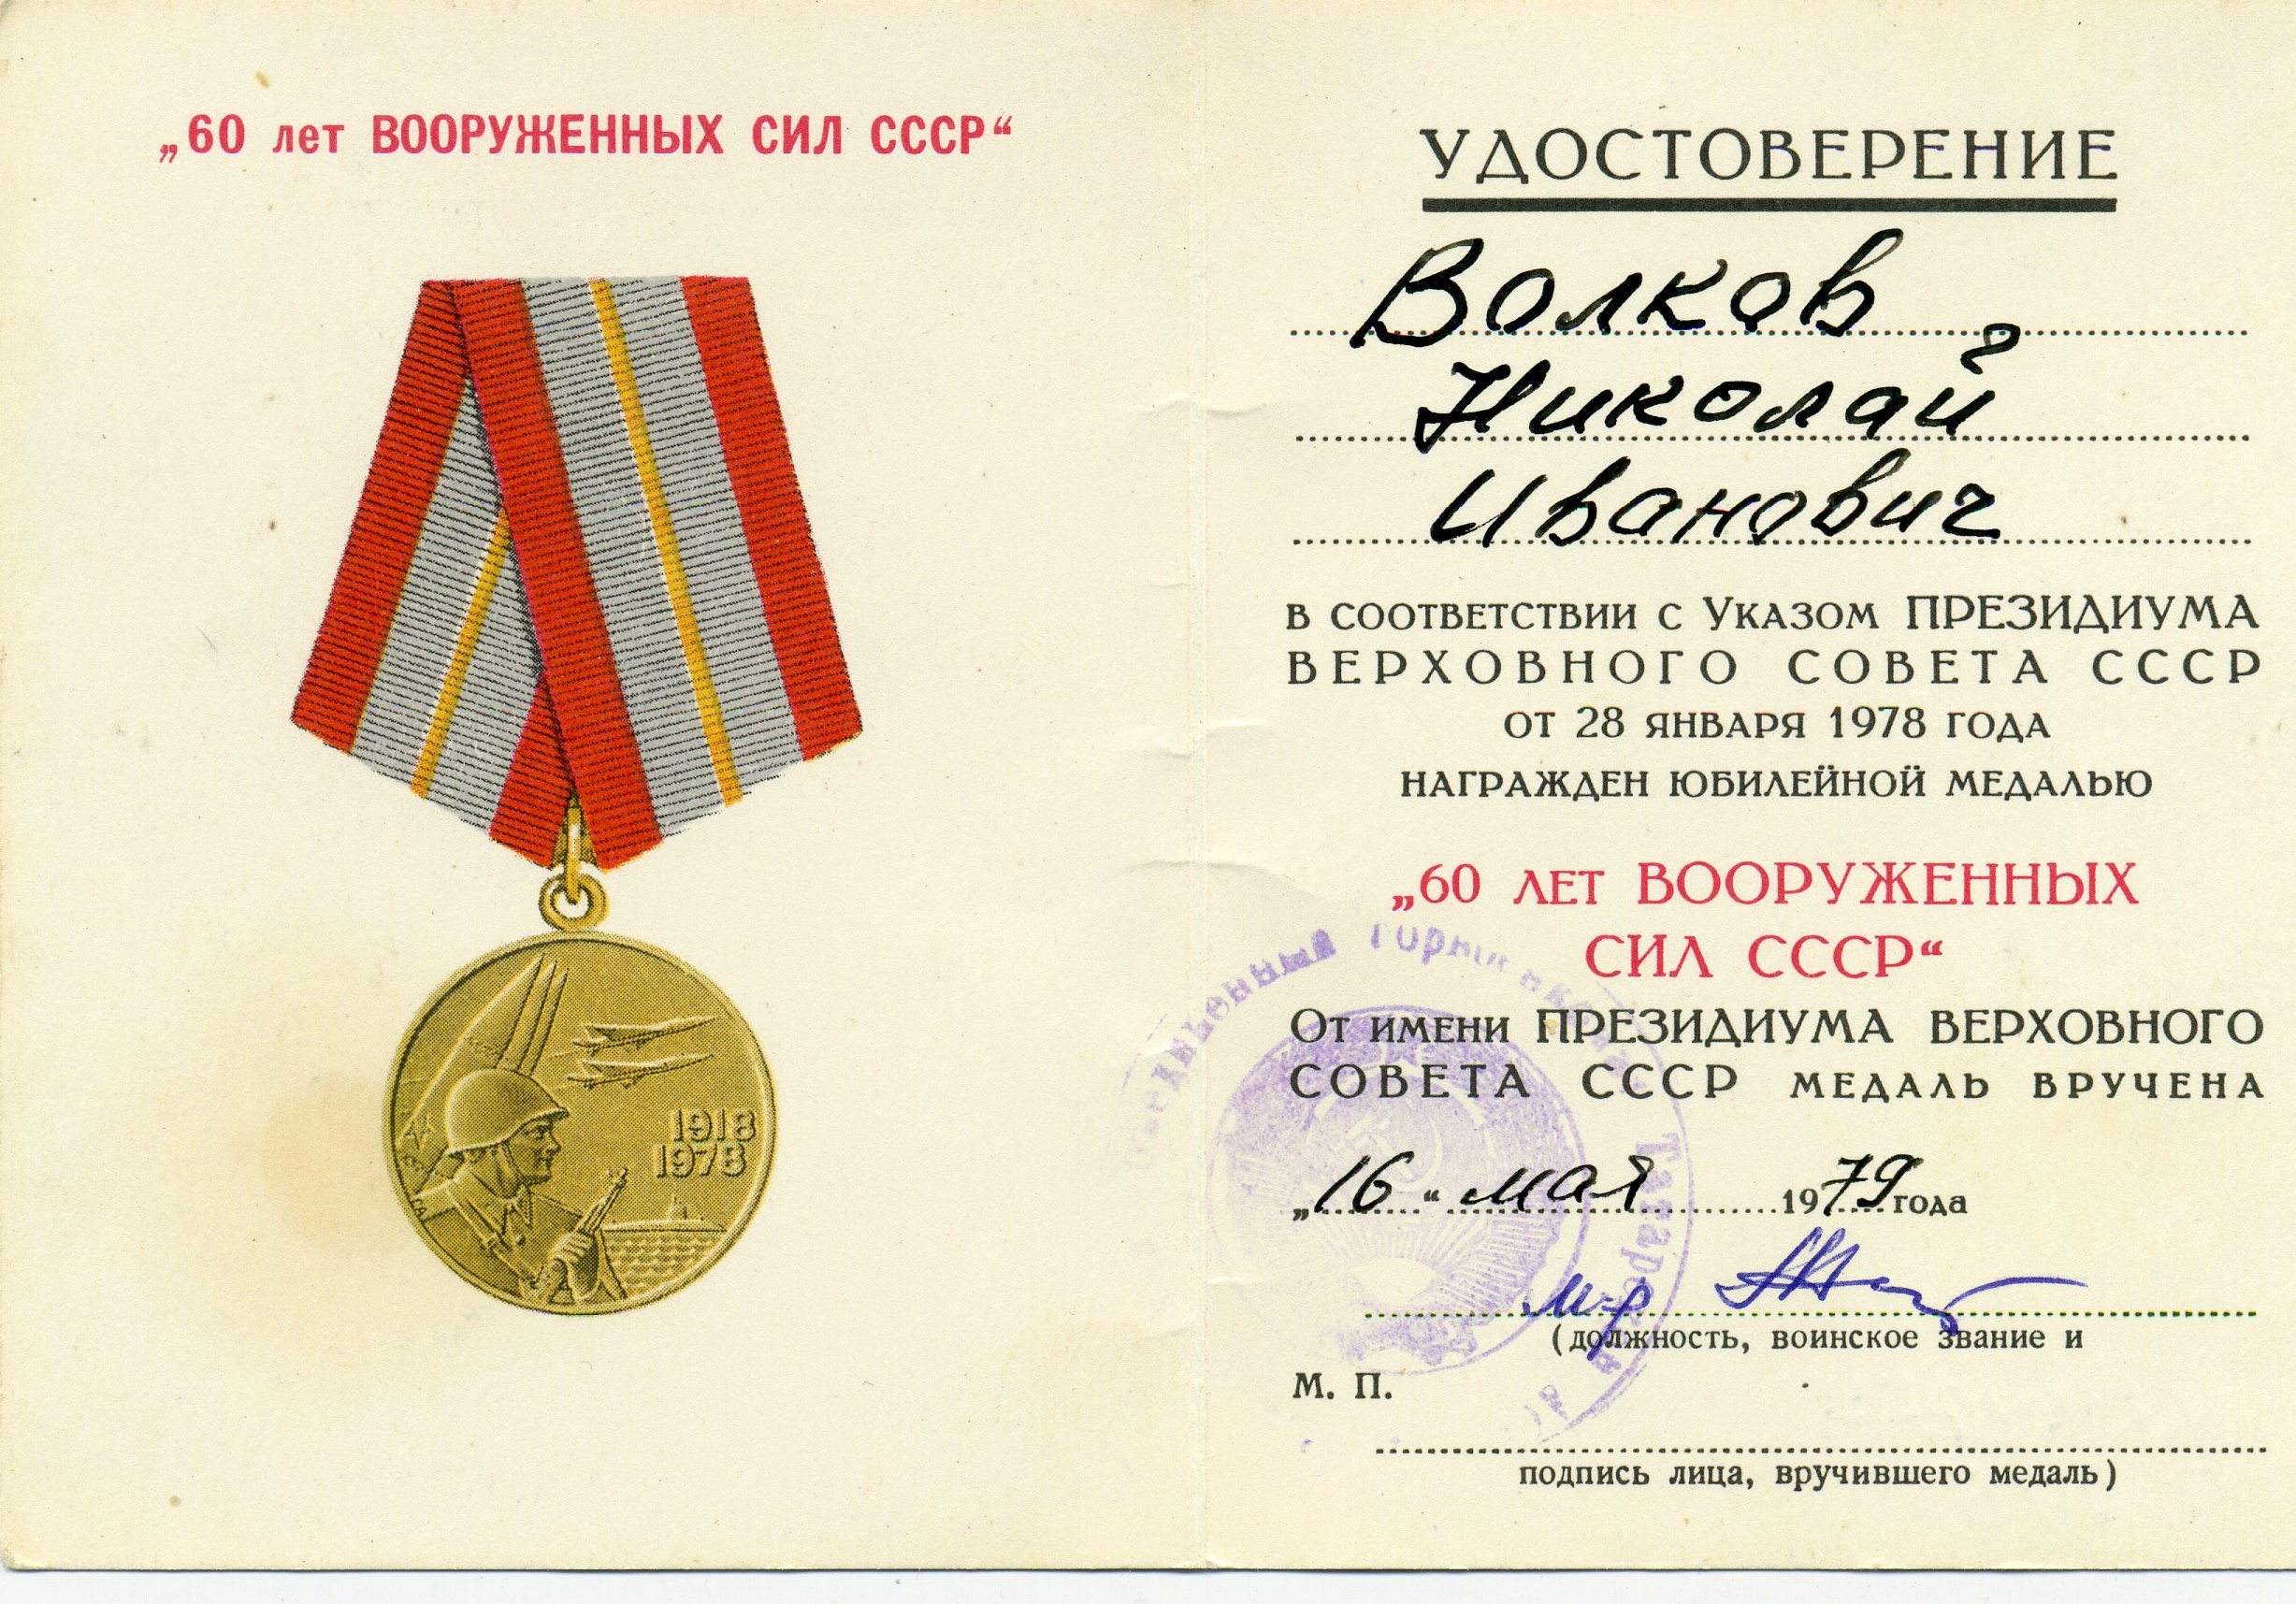 „60 лет ВООРУЖЕННЫХ СИЛ СССР“
1918
1978
УДОСТОВЕРЕНИЕ
Волков
Николай
Иванович
В СООТВЕТСТВИИ С УКАЗОМ ПРЕЗИДИУМА
ВЕРХОВНОГО СОВЕТА СССР
ОТ 28 ЯНВАРЯ 1978 ГОДА
НАГРАЖДЕН ЮБИЛЕЙНОЙ МЕДАЛЬЮ
„60 ЛЕТ ВООРУЖЕННЫХ
СИЛ СССР“
ОТ ИМЕНИ ПРЕЗИДИУМА ВЕРХОВНОГО
СОВЕТА СССР МЕДАЛЬ ВРУЧЕНА
„16“ мая 1979 года
м-р
(должность, воинское звание и
М. П.
подпись лица, вручившего медаль)